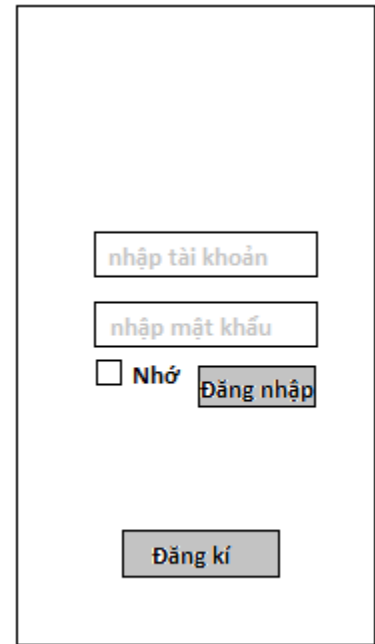 nhập tài khoản
nhập mật khẩu
Nhớ
Đăng nhập
Đăng kí